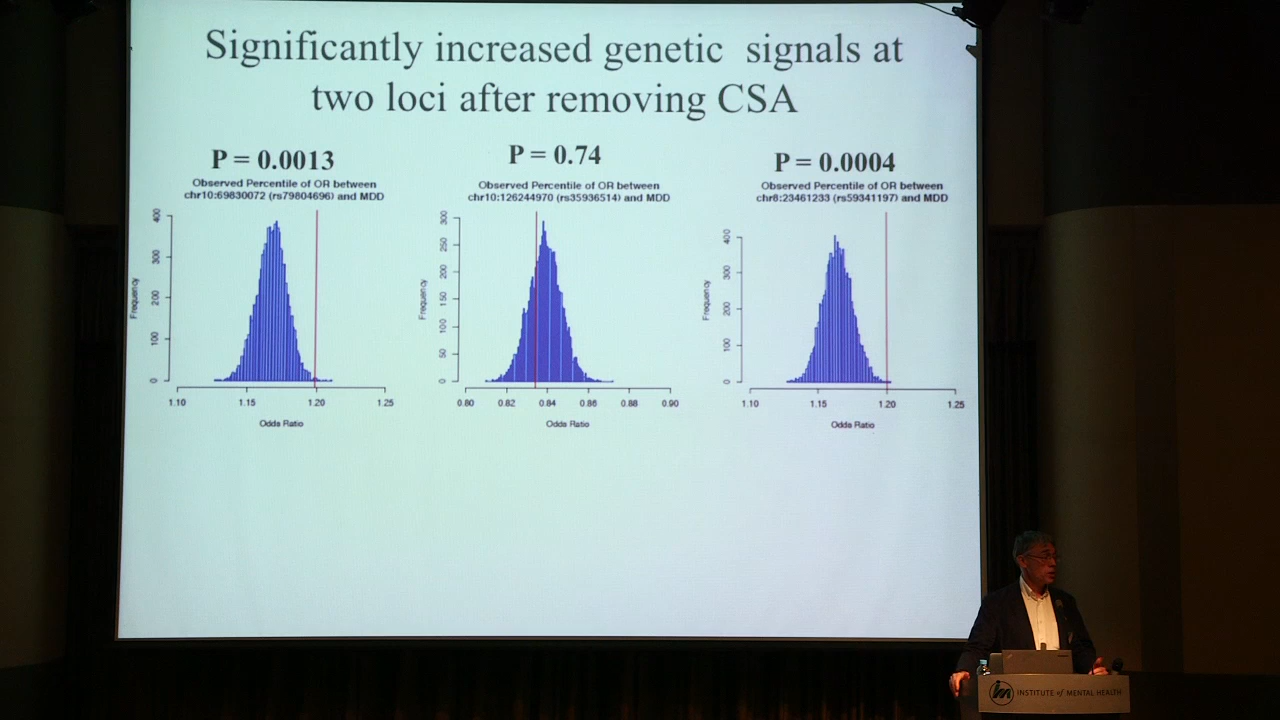 Significantly increased genetic signals at
two loci after removing CSA
P = 0.0013
Observed Percentile of OR between
chr10:69830072 (rs79804696) and MDD
400
300
200
100
0
Frequency
1.10 1.15 1.20 1.25
Odds Ratio
P = 0.74
Observed Percentile of OR between
chr10:126244970 (rs35936514) and MDD
300
250
200
150
100
50
0
Frequency
0.80 0.82 0.84 0.86 0.88 0.90
Odds Ratio
P = 0.0004
Observed Percentile of OR between
chr8:23461233 (rs59341197) and MDD
400
300
200
100
0
Frequency
1.10 1.15 1.20 1.25
Odds Ratio
INSTITUTE of MENTAL HEALTH